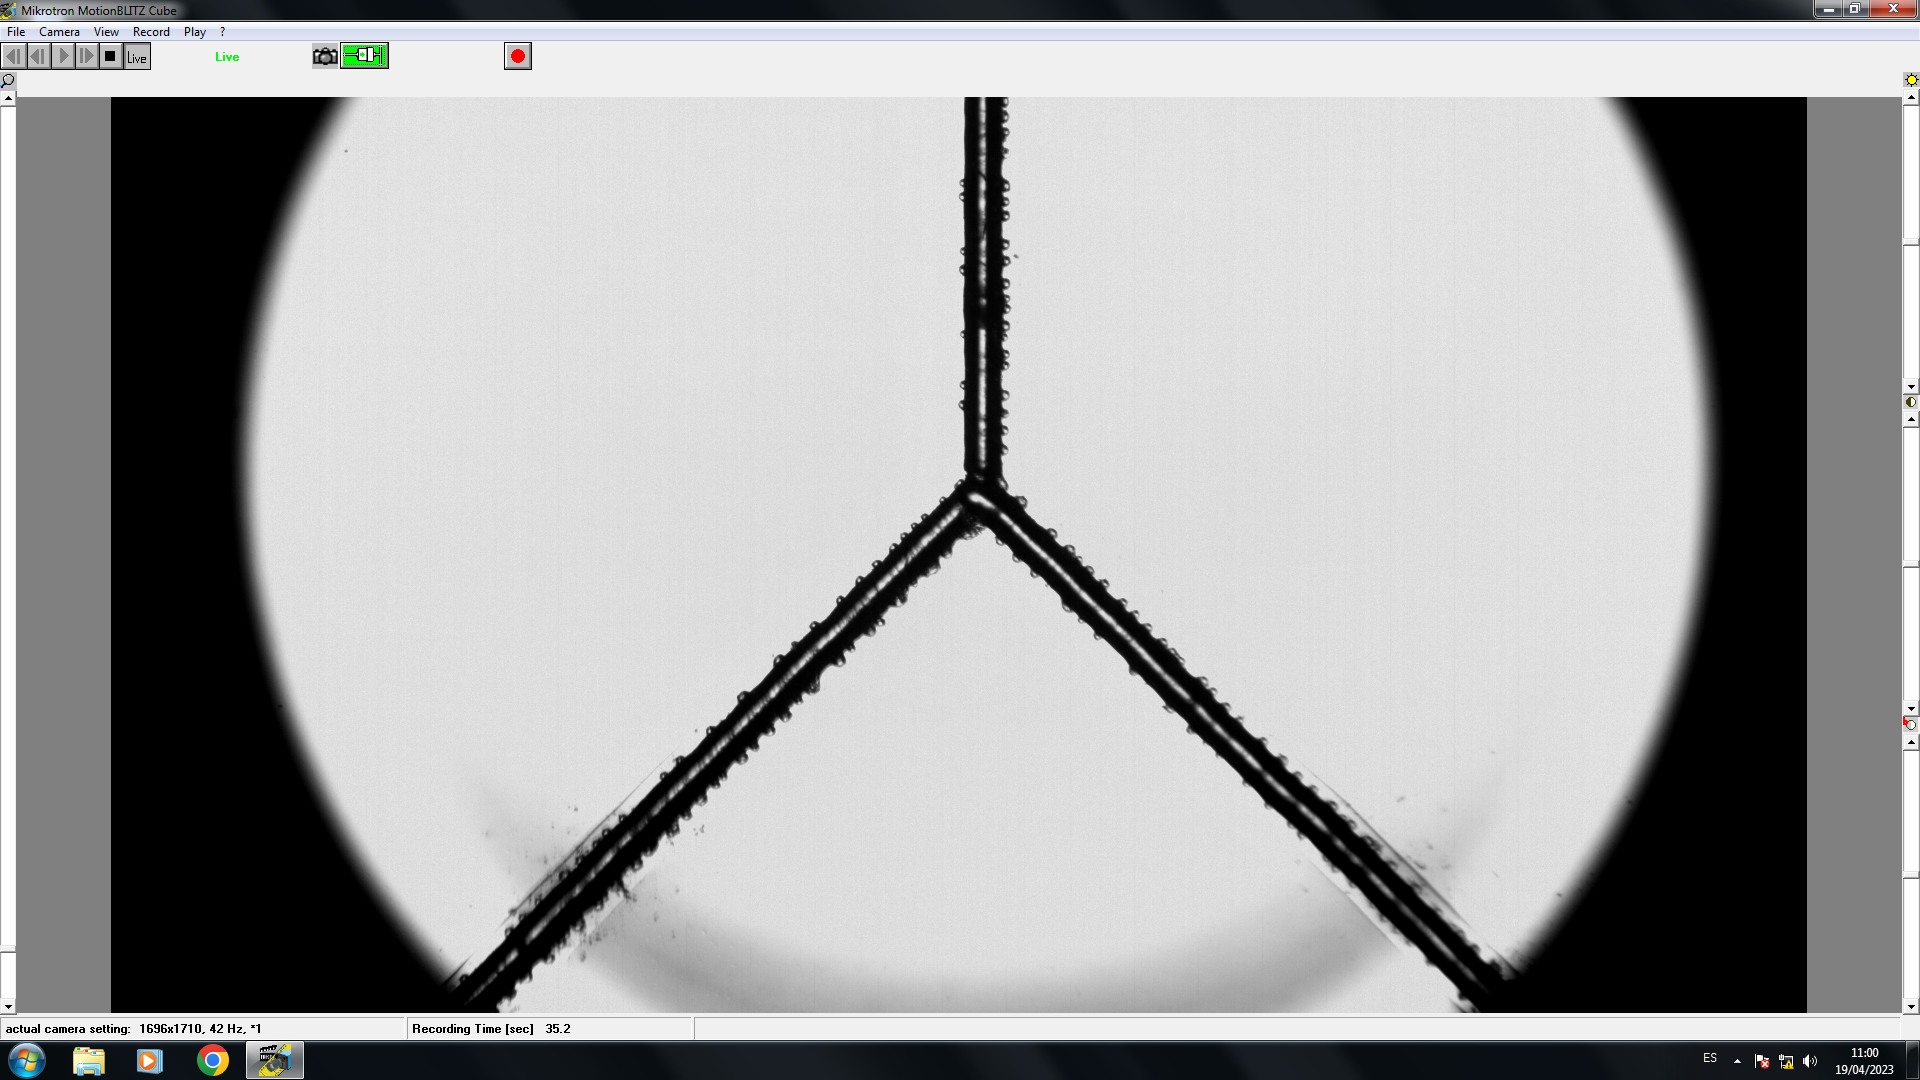 Mikrotron MotionBLITZ Cube
File Camera View Record Play ?
Live Live
actual camera setting: 1696x1710, 42 Hz, *1 Recording Time [sec] 35.2
ES 11:00
19/04/2023